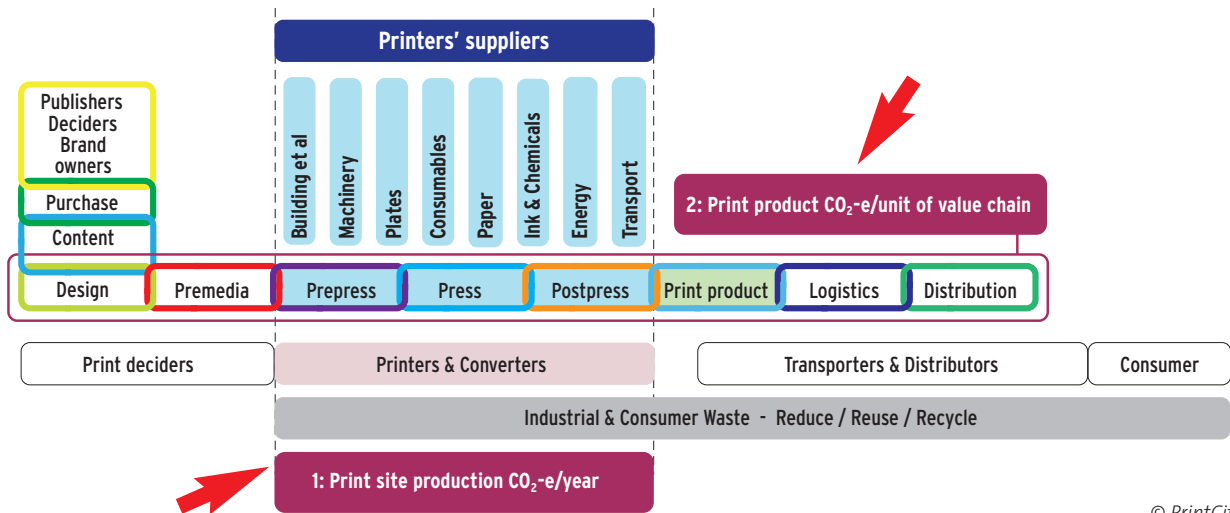 Printers' suppliers
Publishers
Deciders
Brand
owners
Purchase
Content
Building et al
Machinery
Plates
Consumables
Paper
Ink & Chemicals
Energy
Transport
2: Print product CO₂-e/unit of value chain
Design
Premedia
Prepress
Press
Postpress
Print product
Logistics
Distribution
Print deciders
Printers & Converters
Transporters & Distributors
Consumer
Industrial & Consumer Waste - Reduce / Reuse / Recycle
1: Print site production CO₂-e/year
©